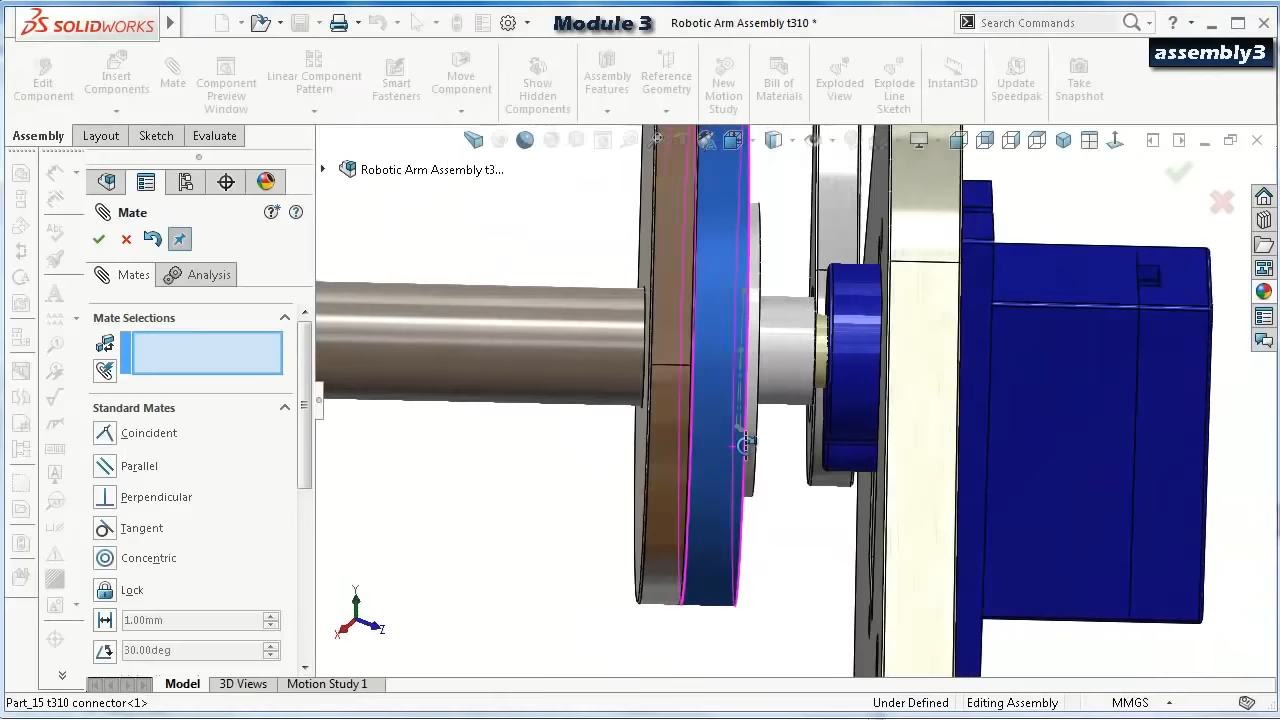 SOLIDWORKS
Module 3
Robotic Arm Assembly t310 *
Search Commands
assembly3
Edit Component
Insert Components
Mate
Component Preview Window
Linear Component Pattern
Smart Fasteners
Move Component
Show Hidden Components
Assembly Features
Reference Geometry
New Motion Study
Bill of Materials
Exploded View
Explode Line Sketch
Instant3D
Update Speedpak
Take Snapshot
Assembly
Layout
Sketch
Evaluate
Robotic Arm Assembly t3...
Mate
Mates
Analysis
Mate Selections
Standard Mates
Coincident
Parallel
Perpendicular
Tangent
Concentric
Lock
1.00mm
30.00deg
Y
X
Z
Model
3D Views
Motion Study 1
Part_15 t310 connector<1>
Under Defined
Editing Assembly
MMGS